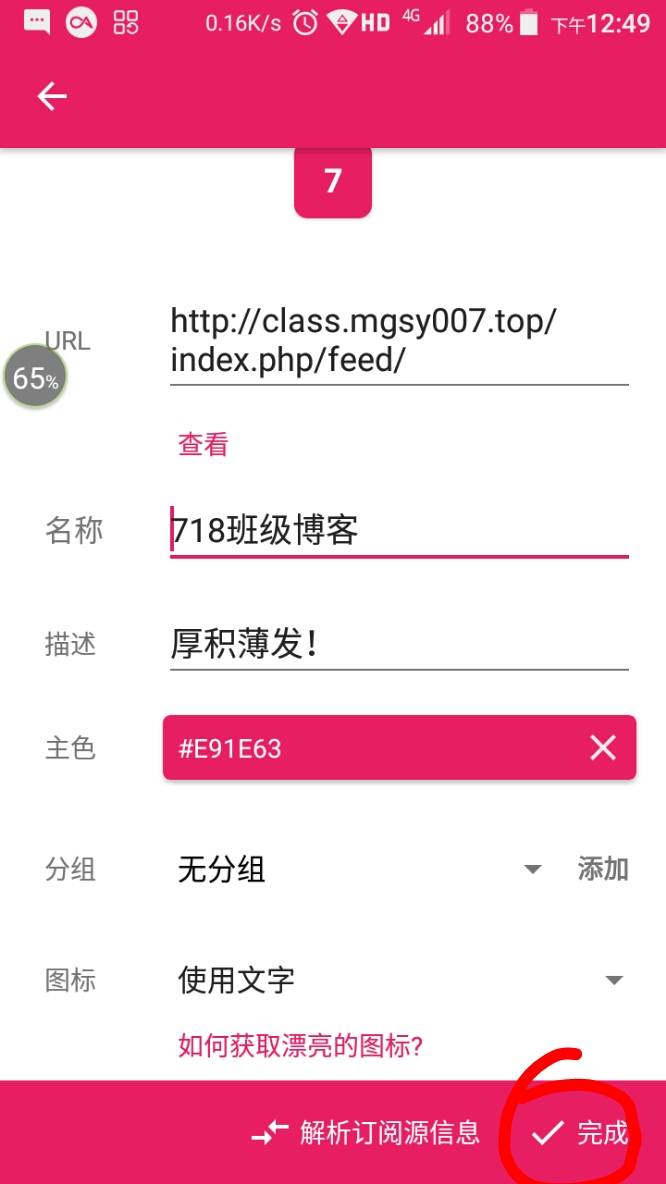 0.16K/s HD 4G 88% 下午12:49
7
URL
http://class.mgsy007.top/
index.php/feed/
65%
查看
名称
718班级博客
描述
厚积薄发！
主色
#E91E63
分组
无分组
添加
图标
使用文字
如何获取漂亮的图标?
解析订阅源信息
完成